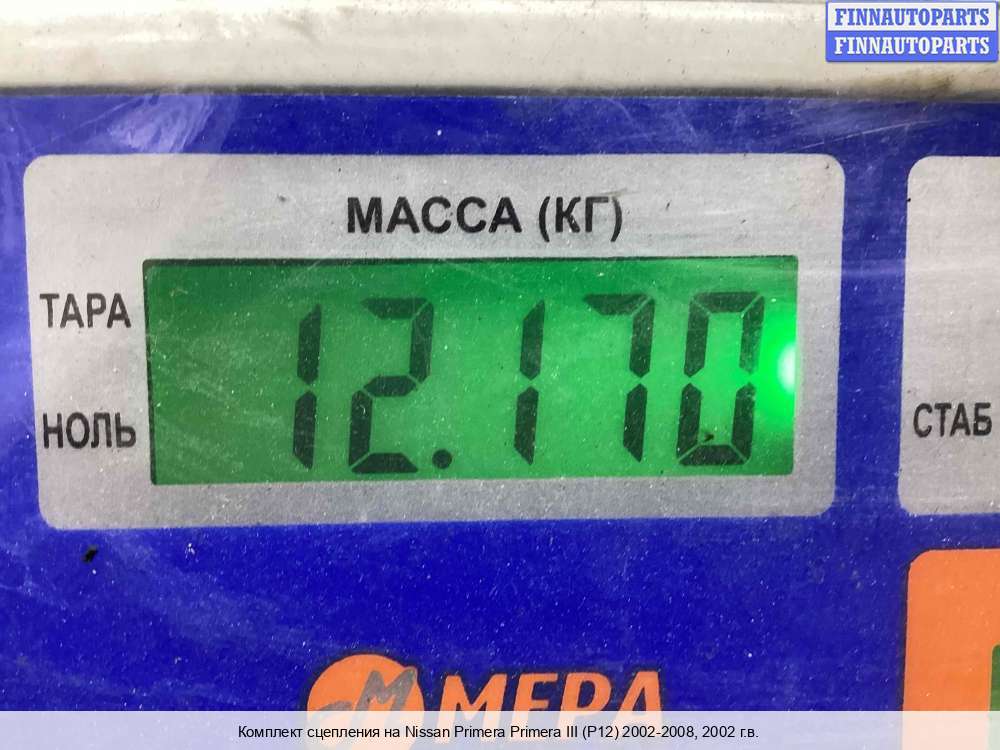 FINNAUTOPARTS
FINNAUTOPARTS
МАССА (КГ)
ТАРА
12.170
НОЛЬ
СТАБ
МЕРА
Комплект сцепления на Nissan Primera Primera III (P12) 2002-2008, 2002 г.в.